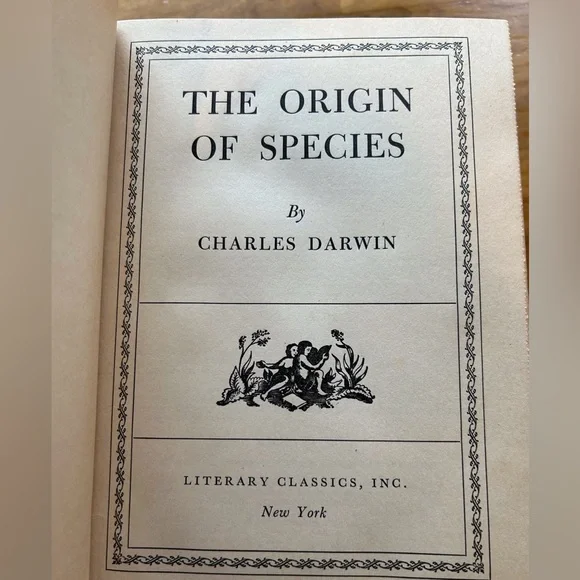 THE ORIGIN
OF SPECIES
By
CHARLES DARWIN
LITERARY CLASSICS, INC.
New York